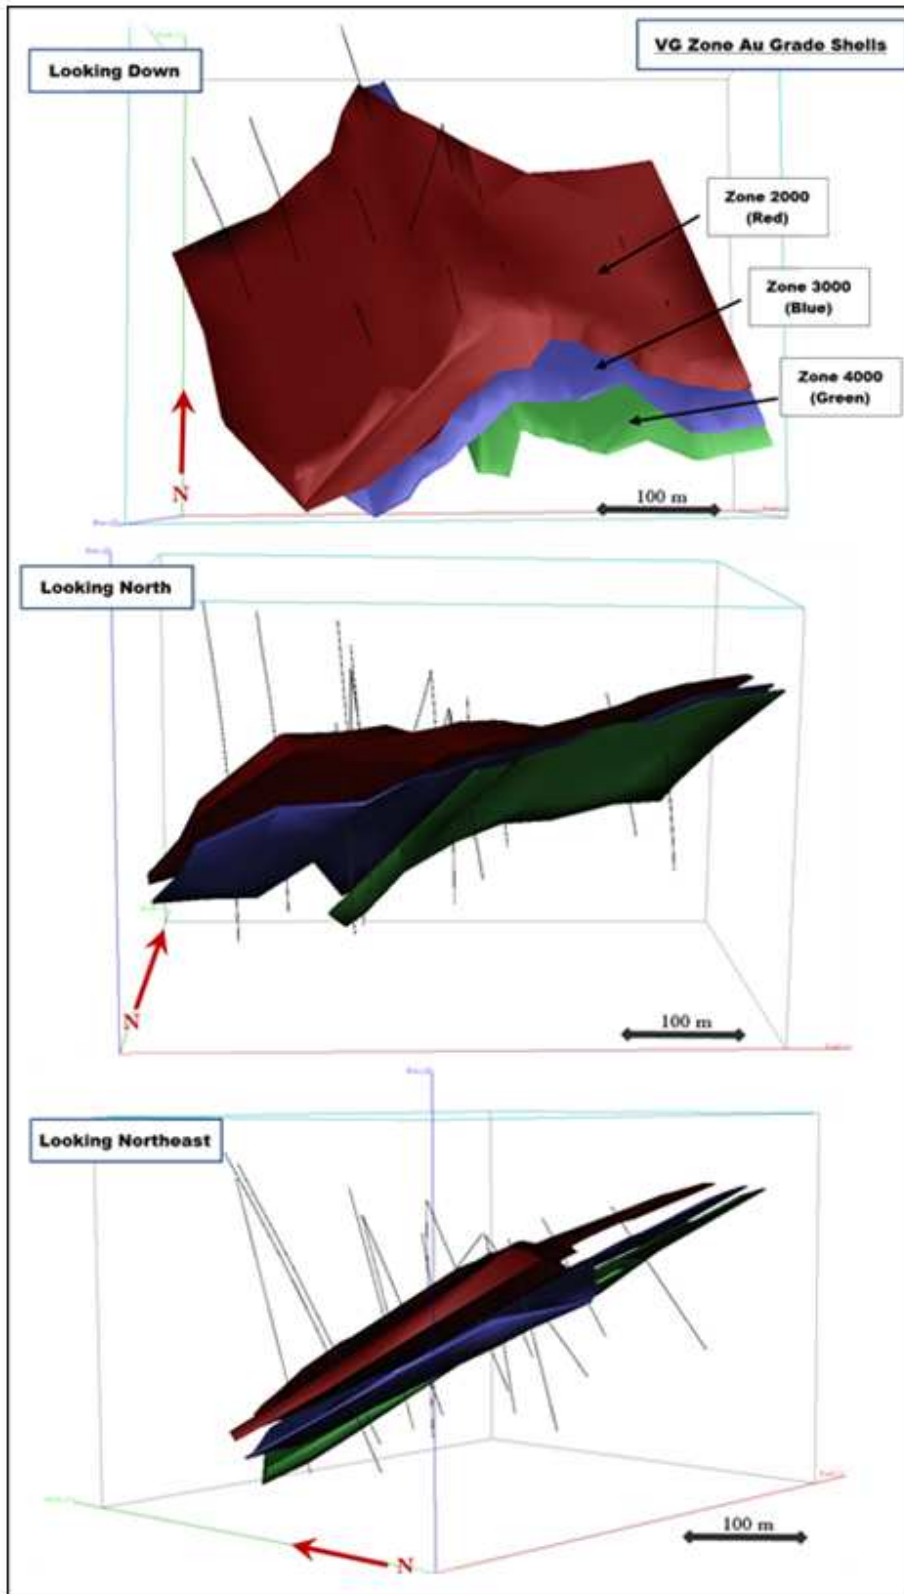 VG Zone Au Grade Shells
Looking Down
Zone 2000
(Red)
Zone 3000
(Blue)
Zone 4000
(Green)
N
100 m
Looking North
N
100 m
Looking Northeast
N
100 m